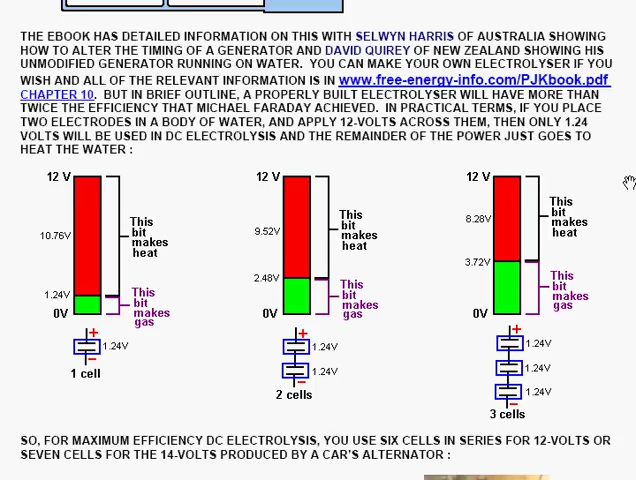 THE EBOOK HAS DETAILED INFORMATION ON THIS WITH SELWYN HARRIS OF AUSTRALIA SHOWING
HOW TO ALTER THE TIMING OF A GENERATOR AND DAVID QUIREY OF NEW ZEALAND SHOWING HIS
UNMODIFIED GENERATOR RUNNING ON WATER. YOU CAN MAKE YOUR OWN ELECTROLYSER IF YOU
WISH AND ALL OF THE RELEVANT INFORMATION IS IN www.free-energy-info.com/PJKbook.pdf
CHAPTER 10. BUT IN BRIEF OUTLINE, A PROPERLY BUILT ELECTROLYSER WILL HAVE MORE THAN
TWICE THE EFFICIENCY THAT MICHAEL FARADAY ACHIEVED. IN PRACTICAL TERMS, IF YOU PLACE
TWO ELECTRODES IN A BODY OF WATER, AND APPLY 12-VOLTS ACROSS THEM, THEN ONLY 1.24
VOLTS WILL BE USED IN DC ELECTROLYSIS AND THE REMAINDER OF THE POWER JUST GOES TO
HEAT THE WATER :
12 V
This
bit
makes
heat
10.76V
1.24V
This
bit
makes
gas
0V
+
1.24V
−
1 cell
12 V
This
bit
makes
heat
9.52V
2.48V
This
bit
makes
gas
0V
+
1.24V
1.24V
−
2 cells
12 V
This
bit
makes
heat
8.28V
3.72V
This
bit
makes
gas
0V
+
1.24V
1.24V
1.24V
−
3 cells
SO, FOR MAXIMUM EFFICIENCY DC ELECTROLYSIS, YOU USE SIX CELLS IN SERIES FOR 12-VOLTS OR
SEVEN CELLS FOR THE 14-VOLTS PRODUCED BY A CAR'S ALTERNATOR :